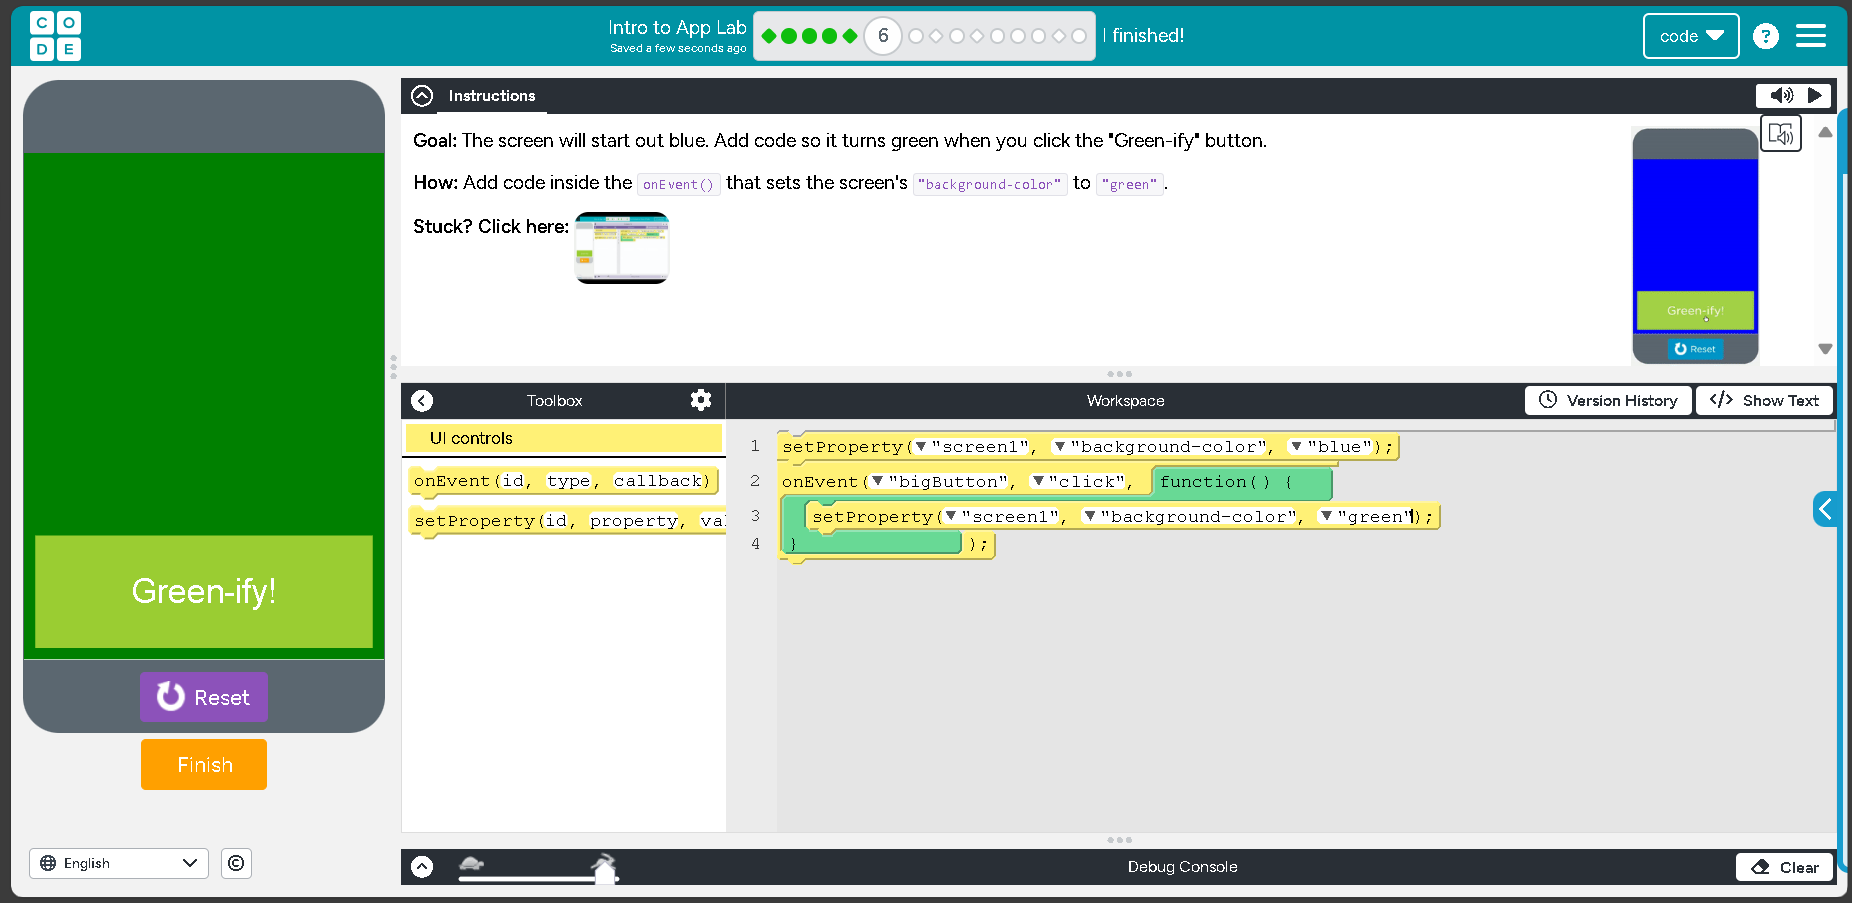 CODE
Intro to App Lab
Saved a few seconds ago
6
I finished!
code
?
Instructions
Goal: The screen will start out blue. Add code so it turns green when you click the "Green-ify" button.
How: Add code inside the onEvent() that sets the screen's "background-color" to "green".
Stuck? Click here:
Green-ify!
Reset
Green-ify!
Reset
Finish
English
©
Toolbox
Workspace
Version History
</> Show Text
UI controls
onEvent(id, type, callback)
setProperty(id, property, val
1 setProperty(▼"screen1", ▼"background-color", ▼"blue");
2 onEvent(▼"bigButton", ▼"click", function() {
3 setProperty(▼"screen1", ▼"background-color", ▼"green");
4 } );
Debug Console
Clear